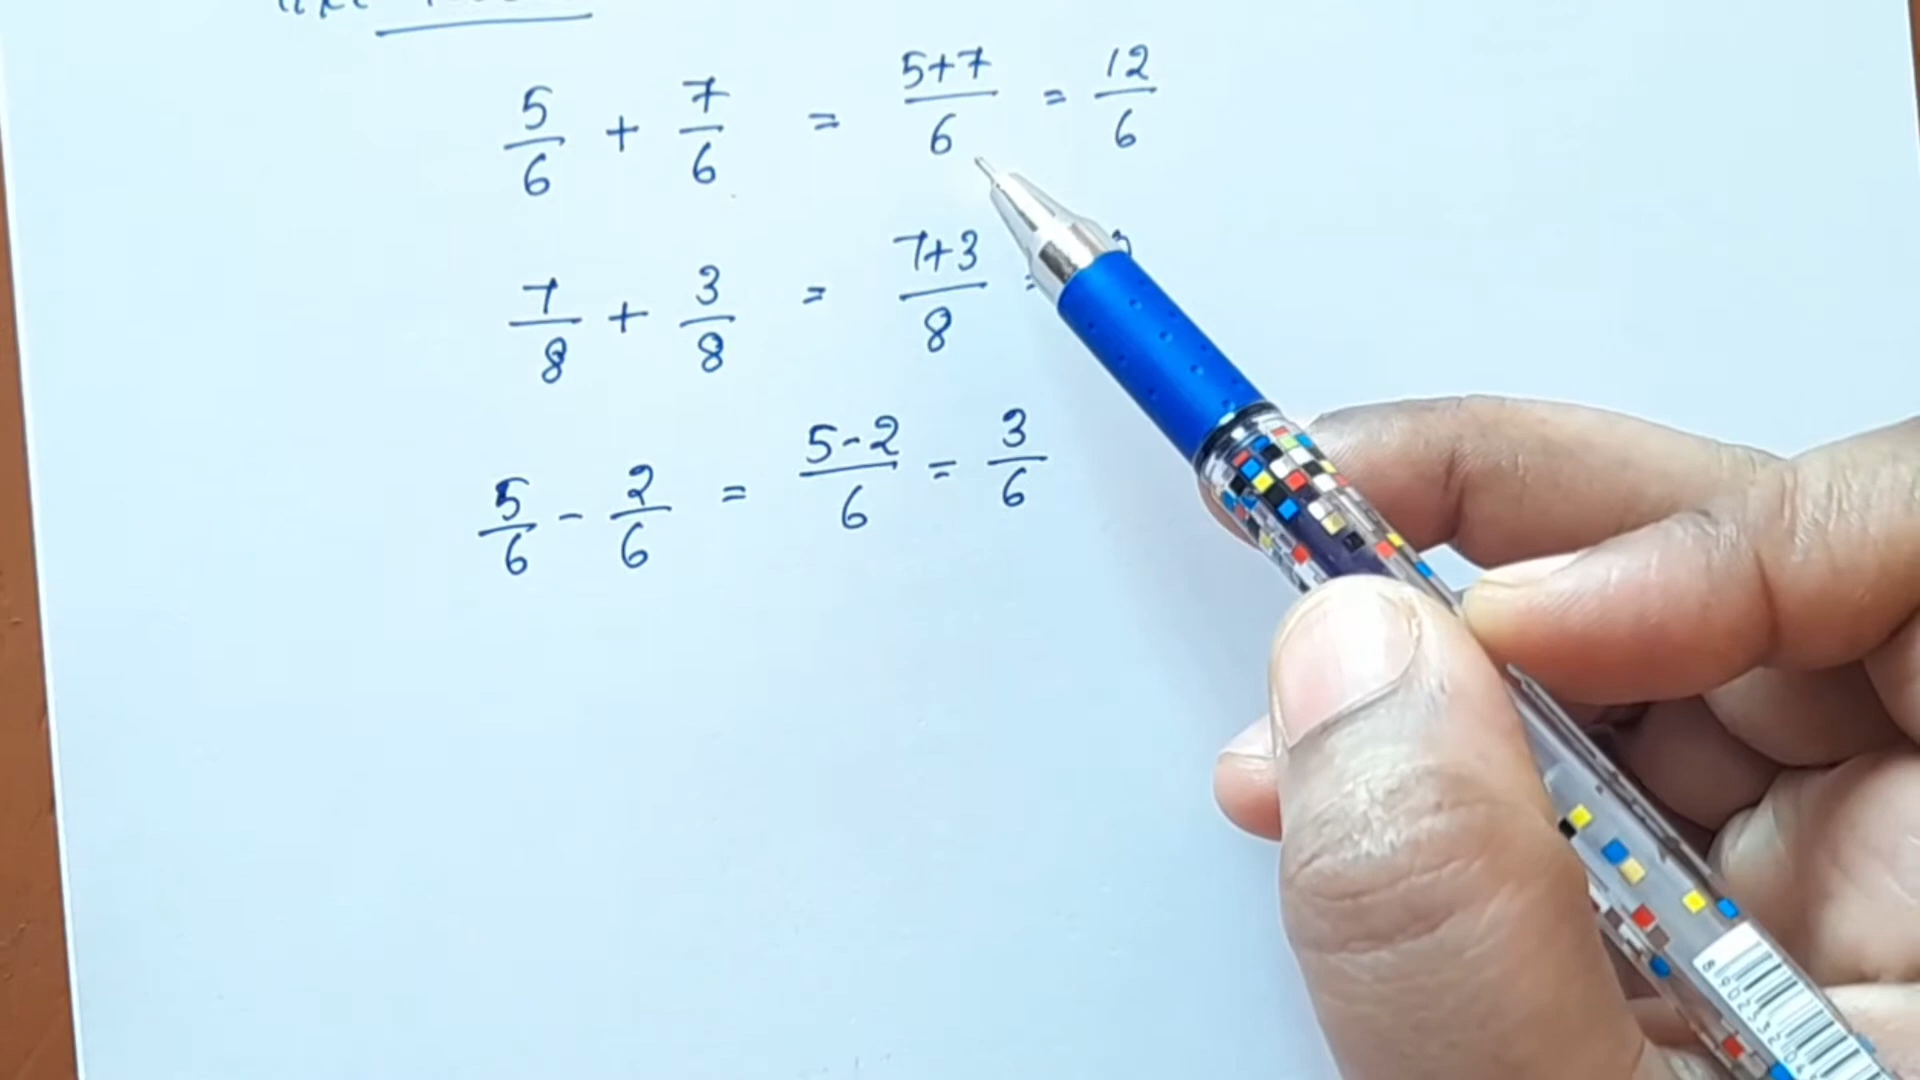 5/6 + 7/6 = 5+7/6 = 12/6
7/8 + 3/8 = 7+3/8
5/6 - 2/6 = 5-2/6 = 3/6